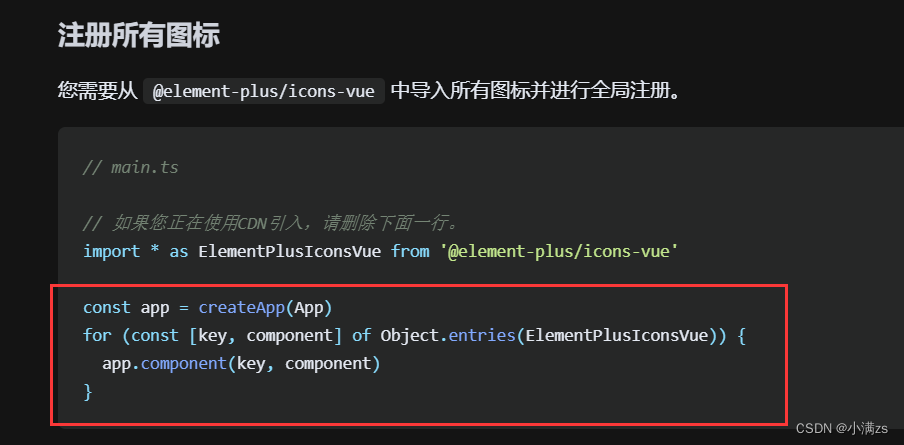 注册所有图标
您需要从 @element-plus/icons-vue 中导入所有图标并进行全局注册。
// main.ts
// 如果您正在使用CDN引入，请删除下面一行。
import * as ElementPlusIconsVue from '@element-plus/icons-vue'
const app = createApp(App)
for (const [key, component] of Object.entries(ElementPlusIconsVue)) {
  app.component(key, component)
}
CSDN @小满zs